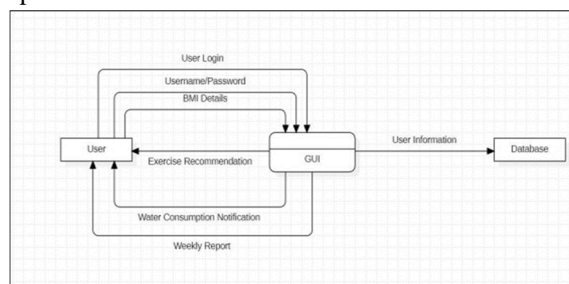 User Login
Username/Password
BMI Details
User Information
User
Database
Exercise Recommendation
GUI
Water Consumption Notification
Weekly Report